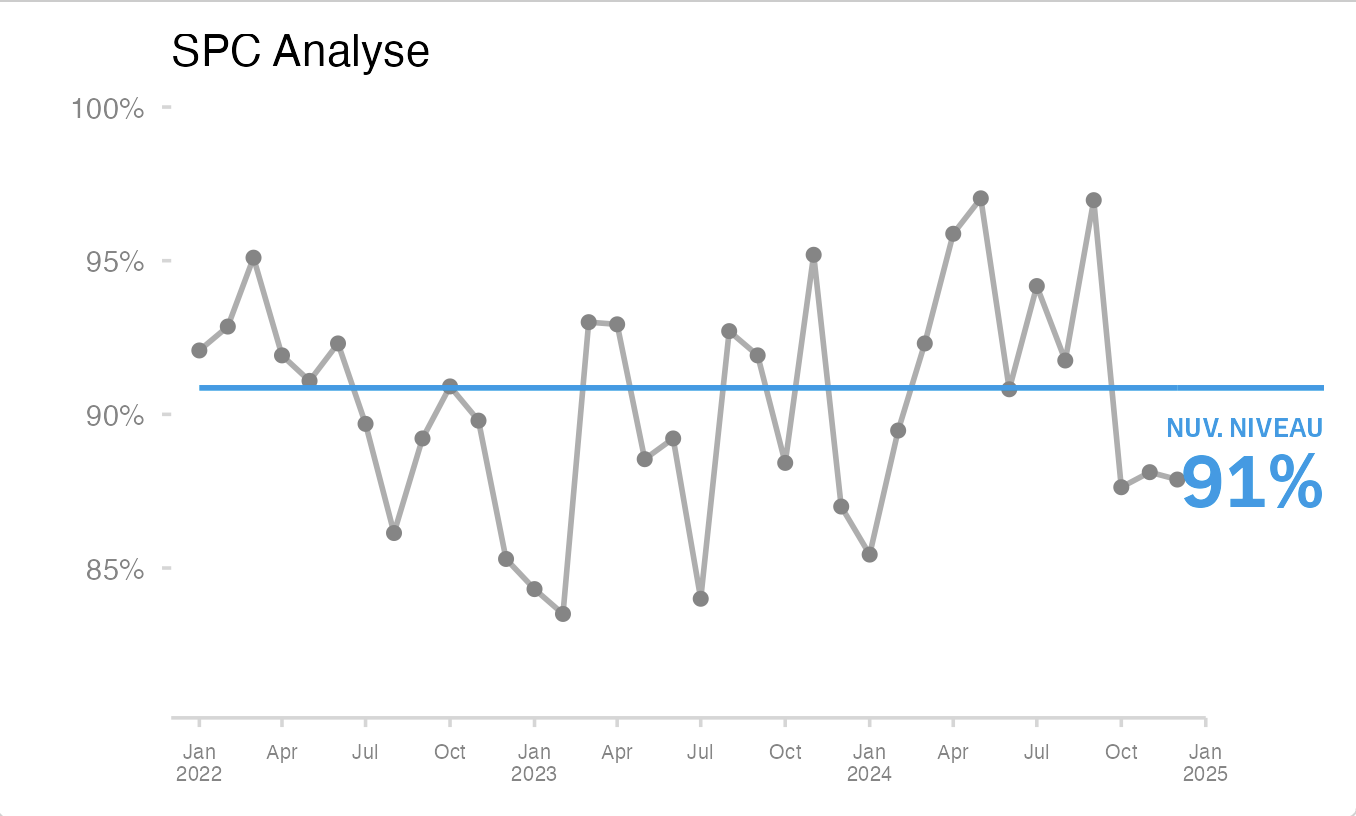 SPC Analyse
100%
95%
90%
85%
NUV. NIVEAU
91%
Jan Apr Jul Oct Jan Apr Jul Oct Jan Apr Jul Oct Jan
2022 2023 2024 2025